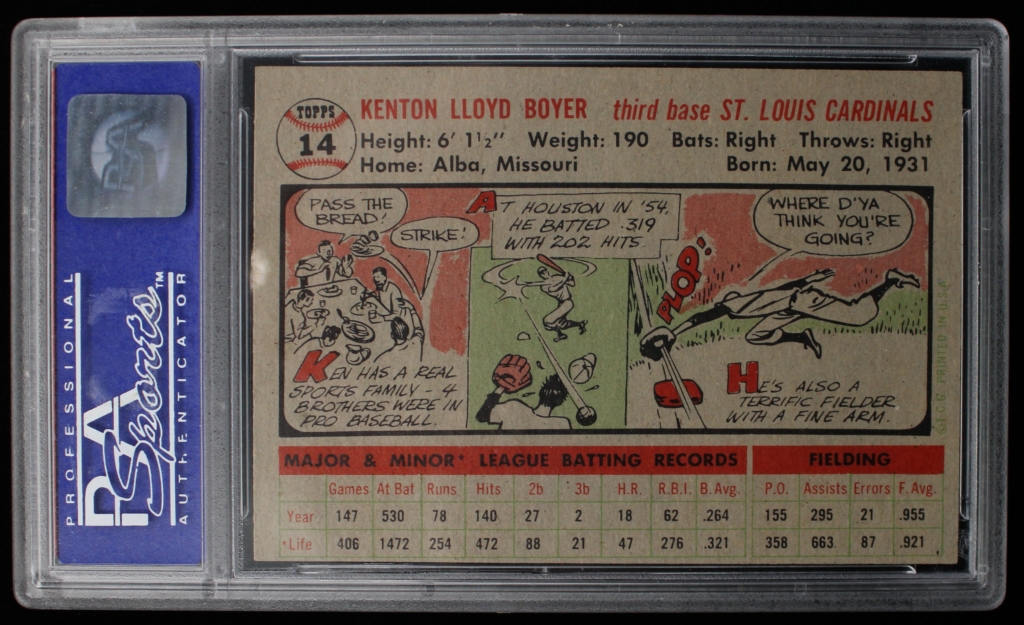 PROFESSIONAL
PSA Sports™
AUTHENTICATOR
PSA
TOPPS
14
KENTON LLOYD BOYER third base ST. LOUIS CARDINALS
Height: 6' 1½" Weight: 190 Bats: Right Throws: Right
Home: Alba, Missouri Born: May 20, 1931
PASS THE
BREAD!
STRIKE!
KEN HAS A REAL
SPORTS FAMILY - 4
BROTHERS WERE IN
PRO BASEBALL.
AT HOUSTON IN '54,
HE BATTED .319
WITH 202 HITS.
WHERE D'YA
THINK YOU'RE
GOING?
PLOP!
HE'S ALSO A
TERRIFIC FIELDER
WITH A FINE ARM.
PRINTED IN U.S.A.
MAJOR & MINOR* LEAGUE BATTING RECORDS FIELDING
Games At Bat Runs Hits 2b 3b H.R. R.B.I. B. Avg. P.O. Assists Errors F. Avg.
Year 147 530 78 140 27 2 18 62 .264 155 295 21 .955
*Life 406 1472 254 472 88 21 47 276 .321 358 663 87 .921